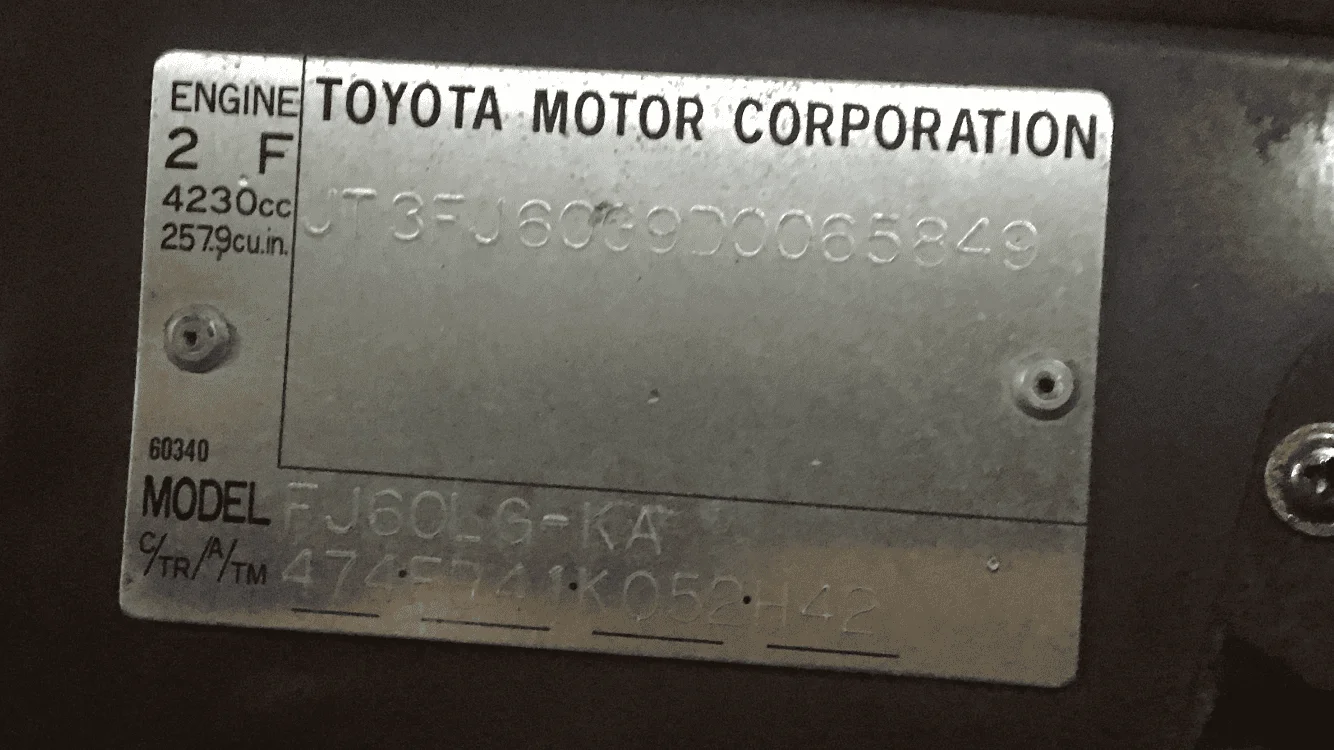 ENGINE
2 F
4230cc
257.9cu.in.
TOYOTA MOTOR CORPORATION
JT3FJ60G9D0065849
60340
MODEL FJ60LG-KA
C/TR/A/TM 474 FD41 K052 H42